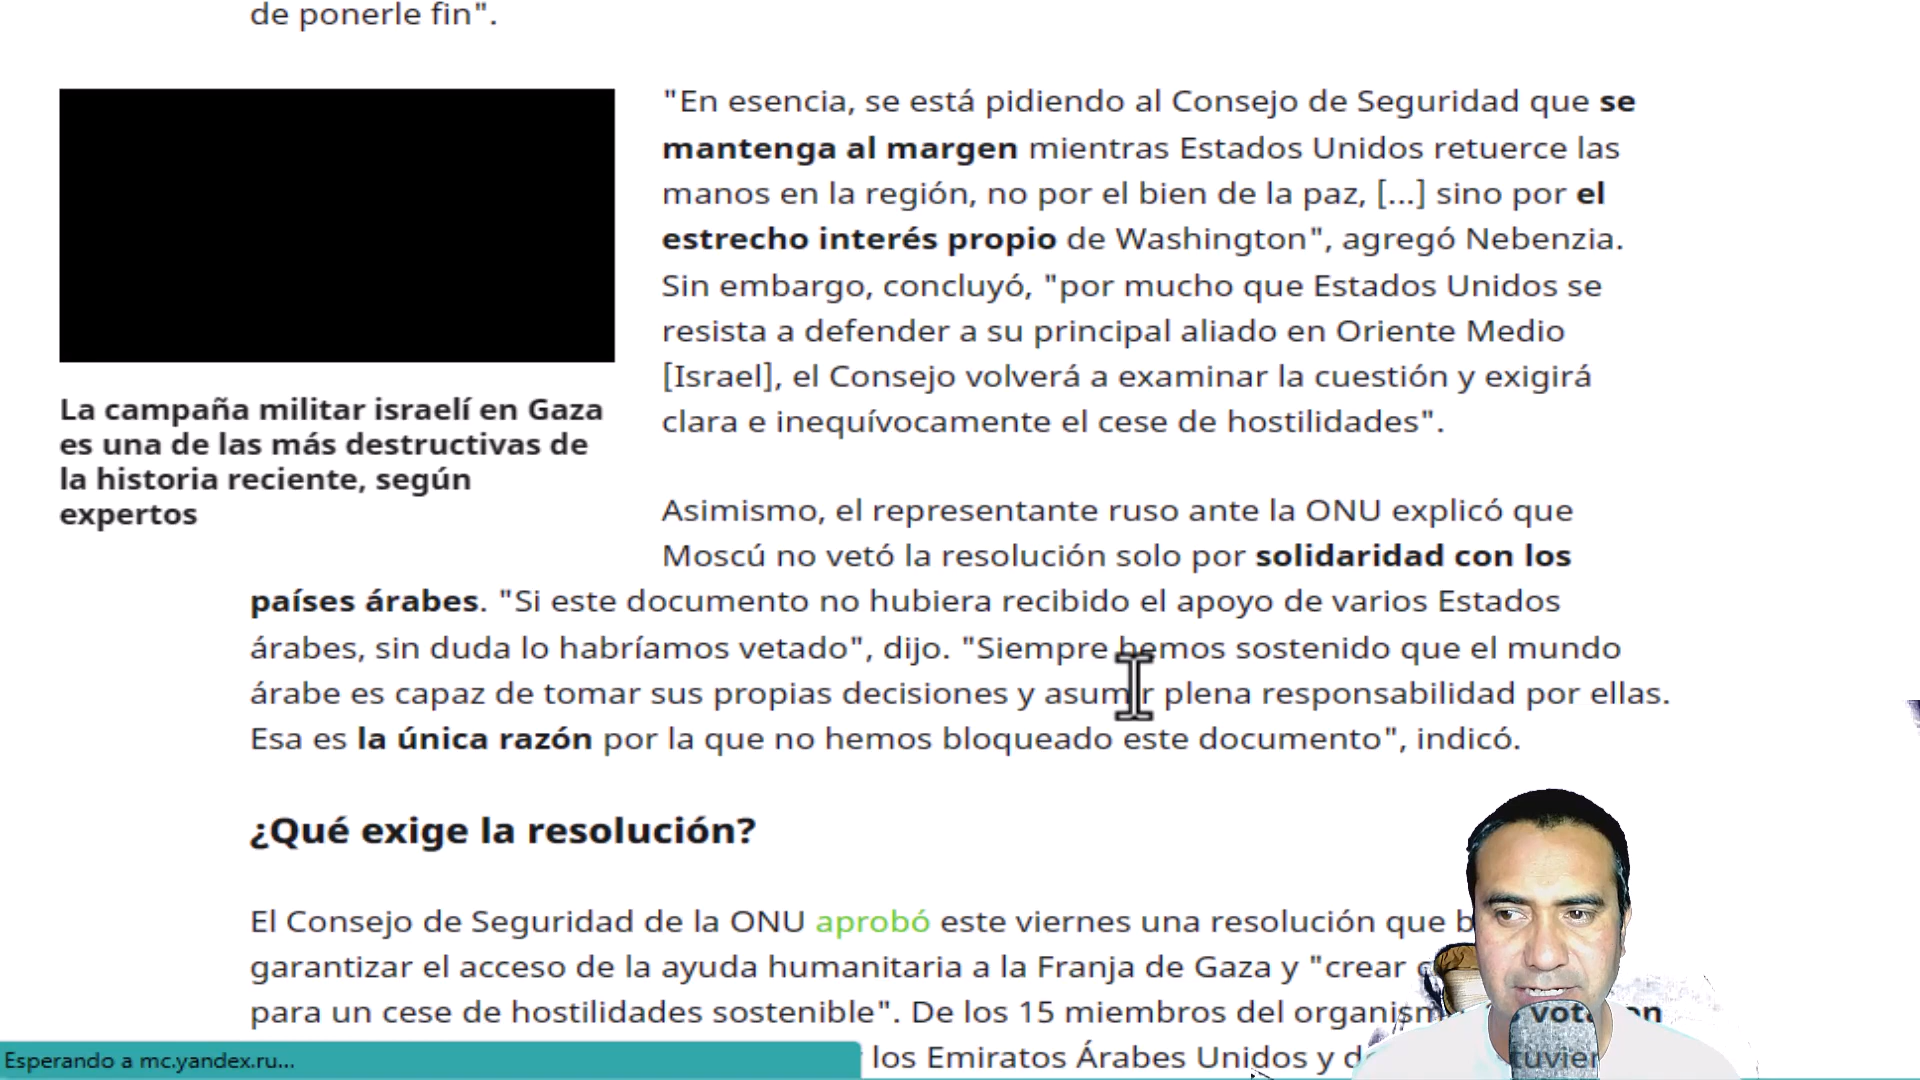 de ponerle fin".
"En esencia, se está pidiendo al Consejo de Seguridad que se
mantenga al margen mientras Estados Unidos retuerce las
manos en la región, no por el bien de la paz, [...] sino por el
estrecho interés propio de Washington", agregó Nebenzia.
Sin embargo, concluyó, "por mucho que Estados Unidos se
resista a defender a su principal aliado en Oriente Medio
[Israel], el Consejo volverá a examinar la cuestión y exigirá
clara e inequívocamente el cese de hostilidades".
La campaña militar israelí en Gaza
es una de las más destructivas de
la historia reciente, según
expertos
Asimismo, el representante ruso ante la ONU explicó que
Moscú no vetó la resolución solo por solidaridad con los
países árabes. "Si este documento no hubiera recibido el apoyo de varios Estados
árabes, sin duda lo habríamos vetado", dijo. "Siempre hemos sostenido que el mundo
árabe es capaz de tomar sus propias decisiones y asumir plena responsabilidad por ellas.
Esa es la única razón por la que no hemos bloqueado este documento", indicó.
¿Qué exige la resolución?
El Consejo de Seguridad de la ONU aprobó este viernes una resolución que
garantizar el acceso de la ayuda humanitaria a la Franja de Gaza y "crear
para un cese de hostilidades sostenible". De los 15 miembros del
los Emiratos Árabes Unidos y
Esperando a mc.yandex.ru...